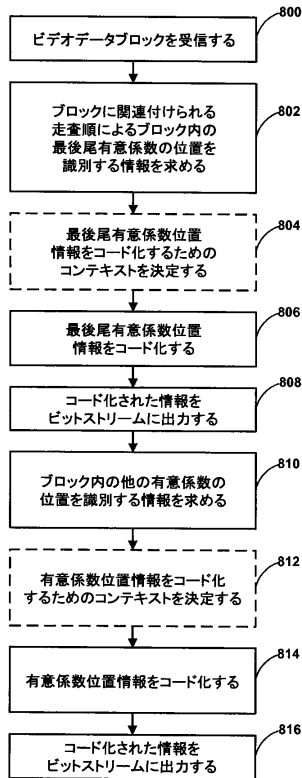 800
ビデオデータブロックを受信する
802
ブロックに関連付けられる
走査順によるブロック内の
最後尾有意係数の位置を
識別する情報を求める
804
最後尾有意係数位置
情報をコード化するための
コンテキストを決定する
806
最後尾有意係数位置
情報をコード化する
808
コード化された情報を
ビットストリームに出力する
810
ブロック内の他の有意係数の
位置を識別する情報を求める
812
有意係数位置情報をコード化
するためのコンテキストを決定する
814
有意係数位置情報をコード化する
816
コード化された情報を
ビットストリームに出力する